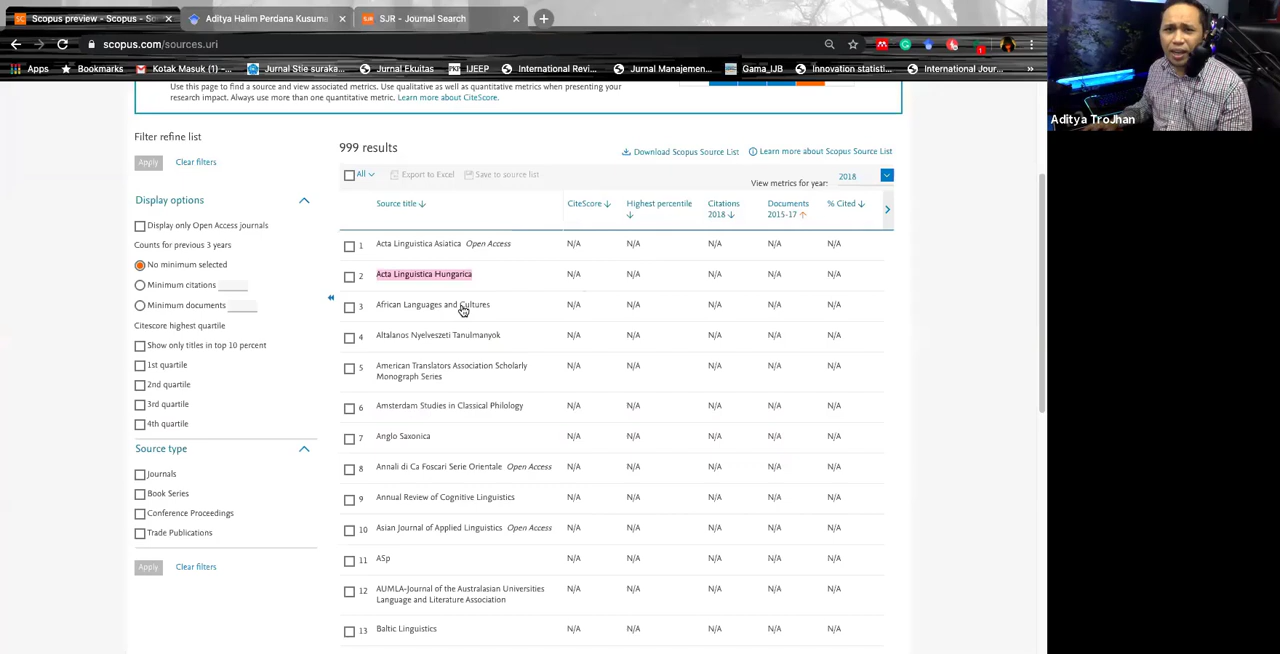 Scopus preview - Scopus - So
Aditya Halim Perdana Kusuma
SJR - Journal Search
scopus.com/sources.uri
Apps
Bookmarks
Kotak Masuk (1) -...
Jurnal Stie suraka...
Jurnal Ekuitas
IJEEP
International Revi...
Jurnal Manajemen...
Gama_IJB
Innovation statisti...
International Jour...
Use this page to find a source and view associated metrics. Use qualitative as well as quantitative metrics when presenting your
research impact. Always use more than one quantitative metric. Learn more about CiteScore.
Aditya TroJhan
Filter refine list
Apply
Clear filters
Display options
Display only Open Access journals
Counts for previous 3 years
No minimum selected
Minimum citations
Minimum documents
Citescore highest quartile
Show only titles in top 10 percent
1st quartile
2nd quartile
3rd quartile
4th quartile
Source type
Journals
Book Series
Conference Proceedings
Trade Publications
Apply
Clear filters
999 results
Download Scopus Source List
Learn more about Scopus Source List
All
Export to Excel
Save to source list
View metrics for year:
2018
Source title
CiteScore
Highest percentile
Citations
2018
Documents
2015-17
% Cited
1 Acta Linguistica Asiatica Open Access N/A N/A N/A N/A N/A
2 Acta Linguistica Hungarica N/A N/A N/A N/A N/A
3 African Languages and Cultures N/A N/A N/A N/A N/A
4 Altalanos Nyelveszeti Tanulmanyok N/A N/A N/A N/A N/A
5 American Translators Association Scholarly N/A N/A N/A N/A N/A
Monograph Series
6 Amsterdam Studies in Classical Philology N/A N/A N/A N/A N/A
7 Anglo Saxonica N/A N/A N/A N/A N/A
8 Annali di Ca Foscari Serie Orientale Open Access N/A N/A N/A N/A N/A
9 Annual Review of Cognitive Linguistics N/A N/A N/A N/A N/A
10 Asian Journal of Applied Linguistics Open Access N/A N/A N/A N/A N/A
11 ASp N/A N/A N/A N/A N/A
12 AUMLA-Journal of the Australasian Universities N/A N/A N/A N/A N/A
Language and Literature Association
13 Baltic Linguistics N/A N/A N/A N/A N/A